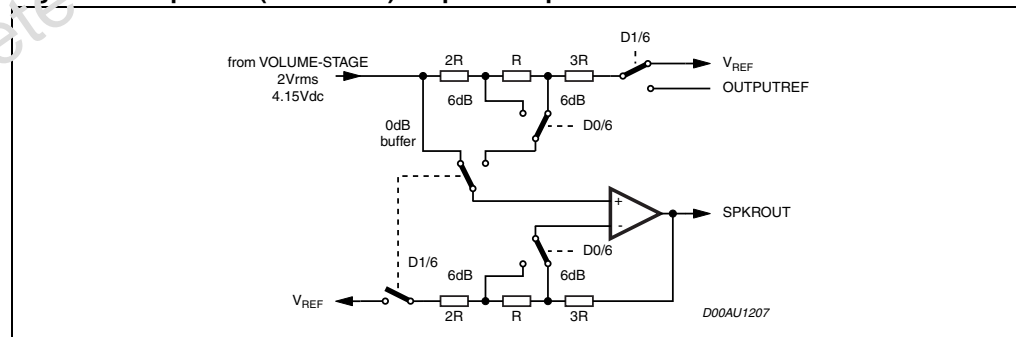 D1/6
from VOLUME-STAGE
2Vrms
4.15Vdc
2R
R
3R
VREF
OUTPUTREF
6dB
6dB
0dB
buffer
D0/6
+
-
SPKROUT
D0/6
D1/6
6dB
6dB
VREF
2R
R
3R
D00AU1207